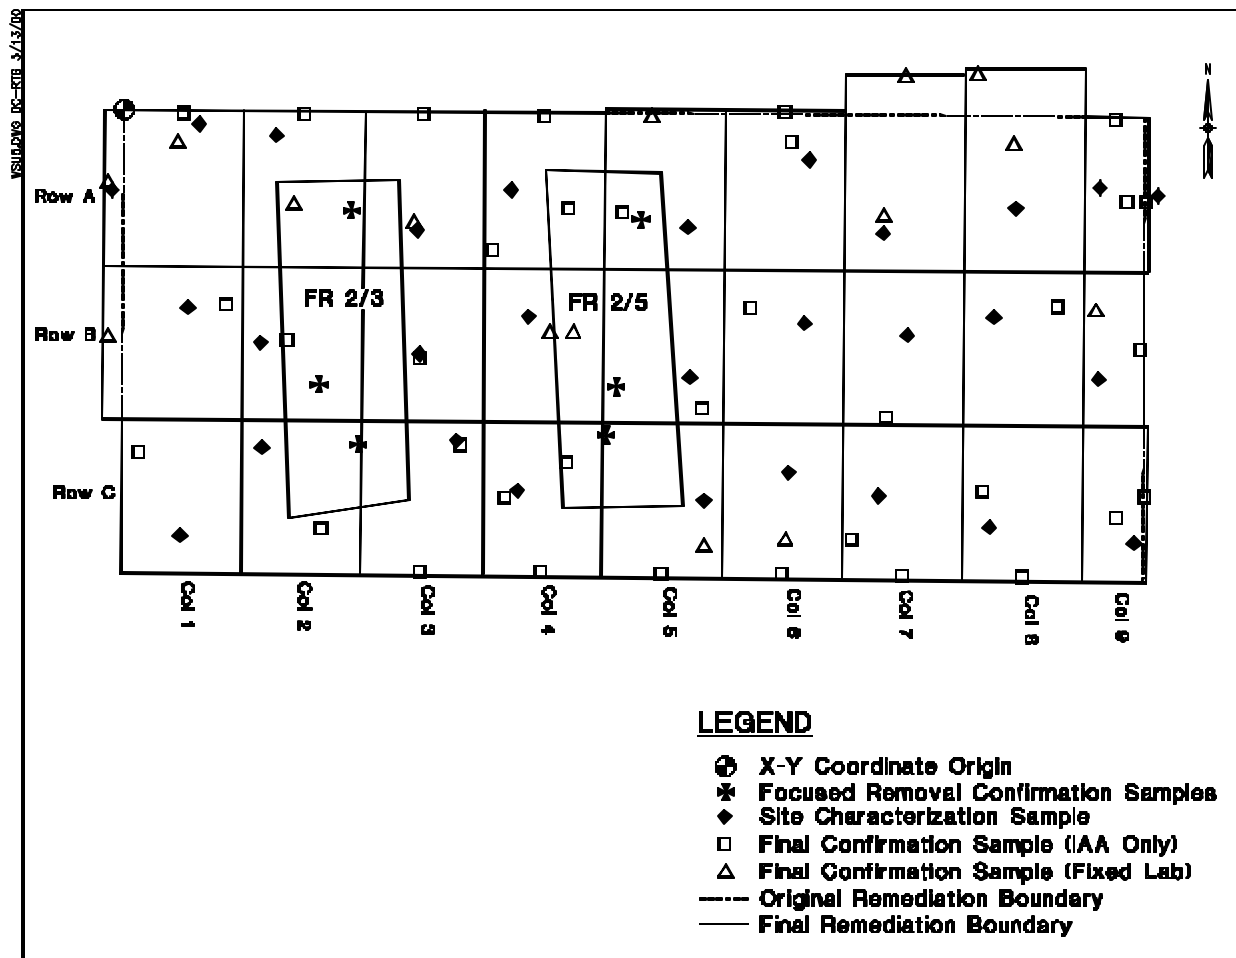 N
Row A
FR 2/3
FR 2/5
Row B
Row C
Col 1
Col 2
Col 3
Col 4
Col 5
Col 6
Col 7
Col 8
Col 9
LEGEND
X-Y Coordinate Origin
Focused Removal Confirmation Samples
Site Characterization Sample
Final Confirmation Sample (IAA Only)
Final Confirmation Sample (Fixed Lab)
Original Remediation Boundary
Final Remediation Boundary